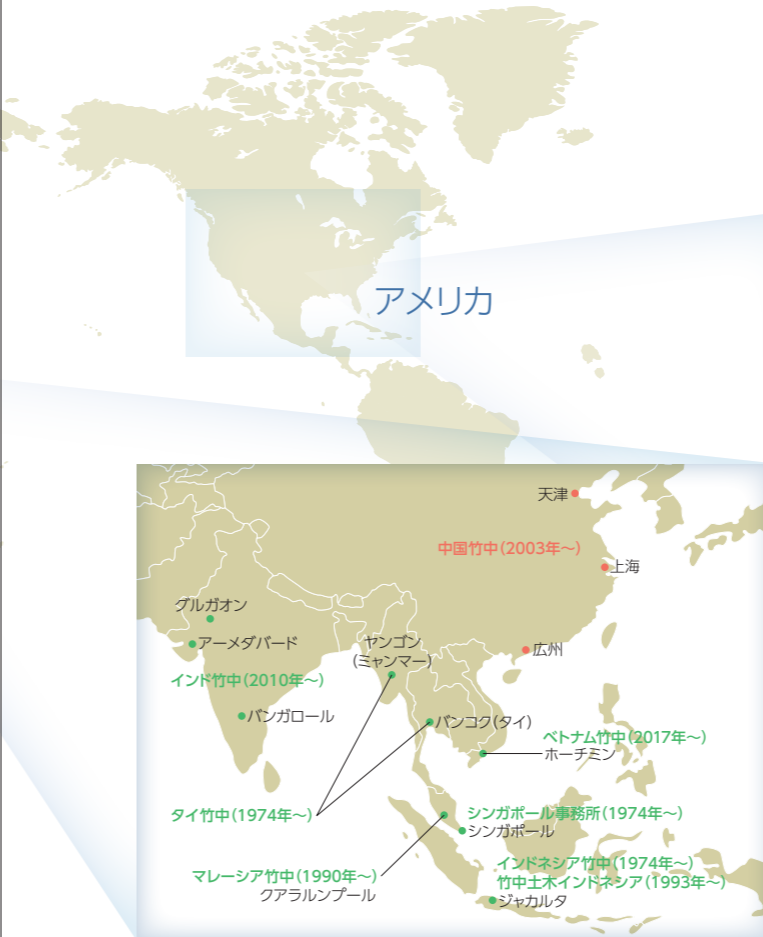 アメリカ
天津
中国竹中(2003年～)
上海
グルガオン
アーメダバード
ヤンゴン
(ミャンマー)
広州
インド竹中(2010年～)
バンガロール
バンコク(タイ)
ベトナム竹中(2017年～)
ホーチミン
タイ竹中(1974年～)
シンガポール事務所(1974年～)
シンガポール
マレーシア竹中(1990年～)
クアラルンプール
インドネシア竹中(1974年～)
竹中土木インドネシア(1993年～)
ジャカルタ